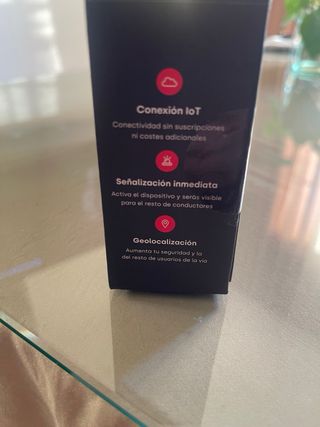 Conexión IoT
Conectividad sin suscripciones
ni costes adicionales
Señalización inmediata
Activa el dispositivo y serás visible
para el resto de conductores
Geolocalización
Aumenta tu seguridad y la
del resto de usuarios de la vía